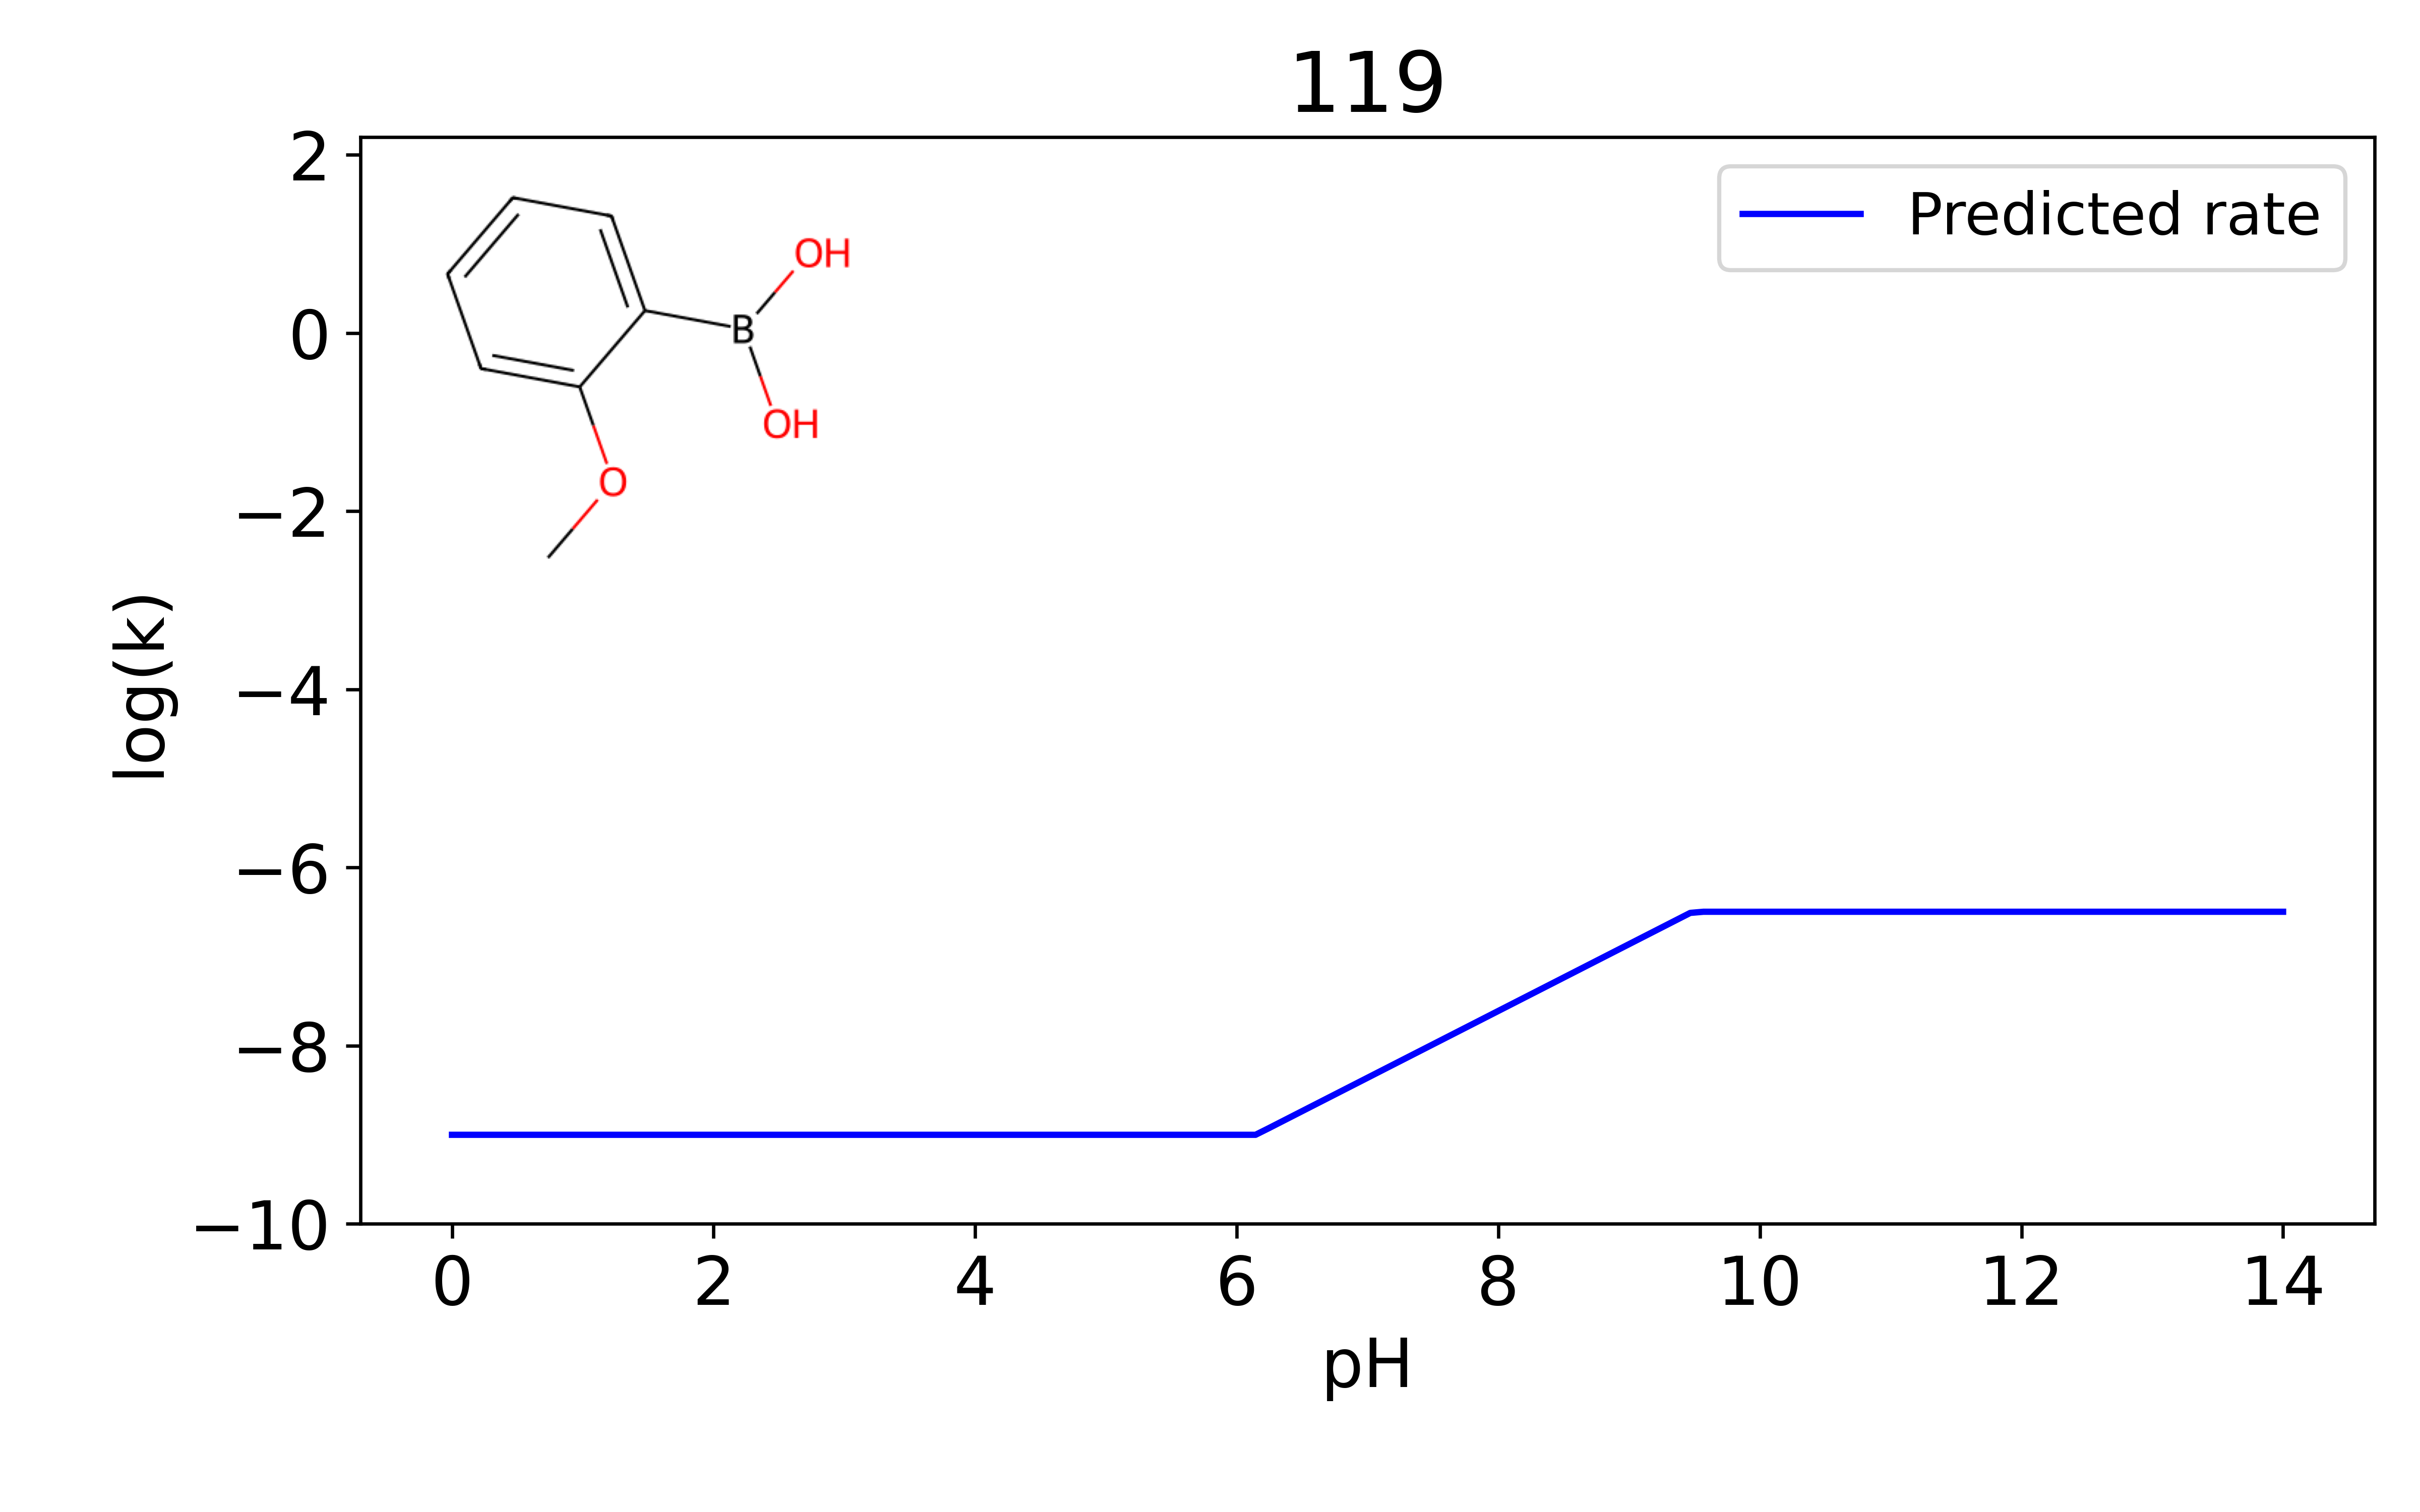 119
Predicted rate
OH
B
OH
O
log(k)
2
0
−2
−4
−6
−8
−10
0 2 4 6 8 10 12 14
pH